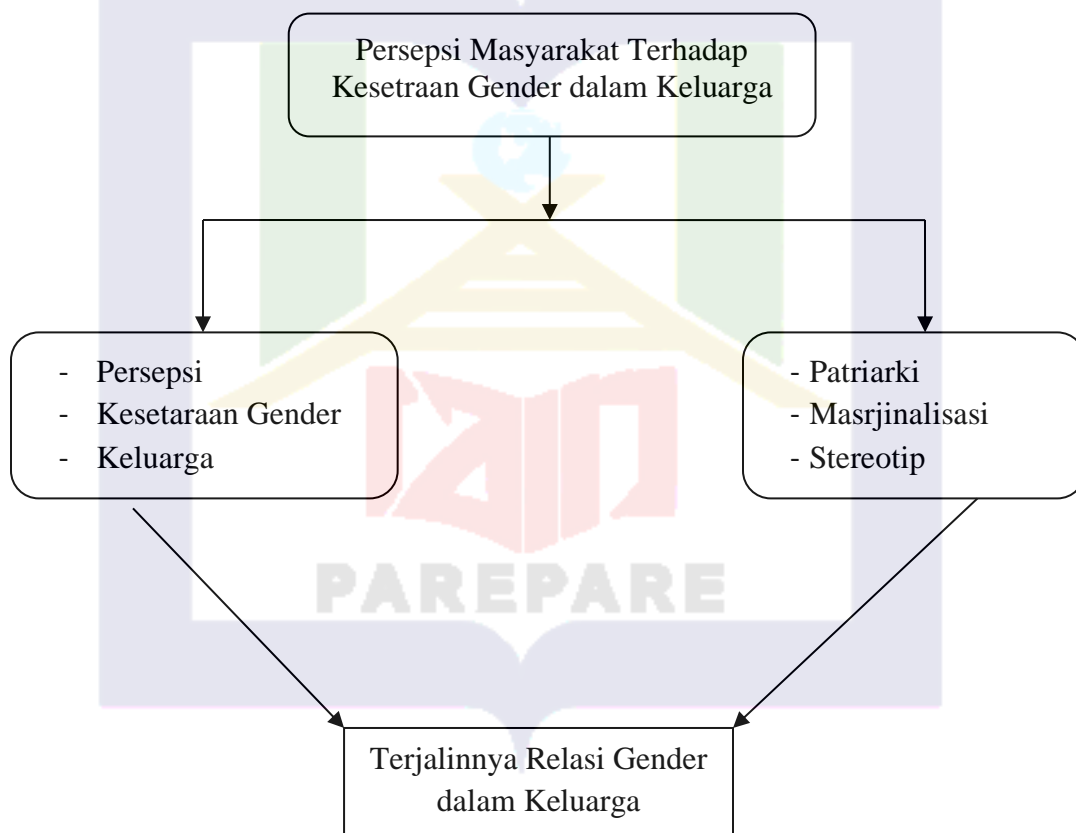 Persepsi Masyarakat Terhadap
Kesetraan Gender dalam Keluarga
- Persepsi
- Kesetaraan Gender
- Keluarga
- Patriarki
- Masrjinalisasi
- Stereotip
iain
PAREPARE
Terjalinnya Relasi Gender
dalam Keluarga